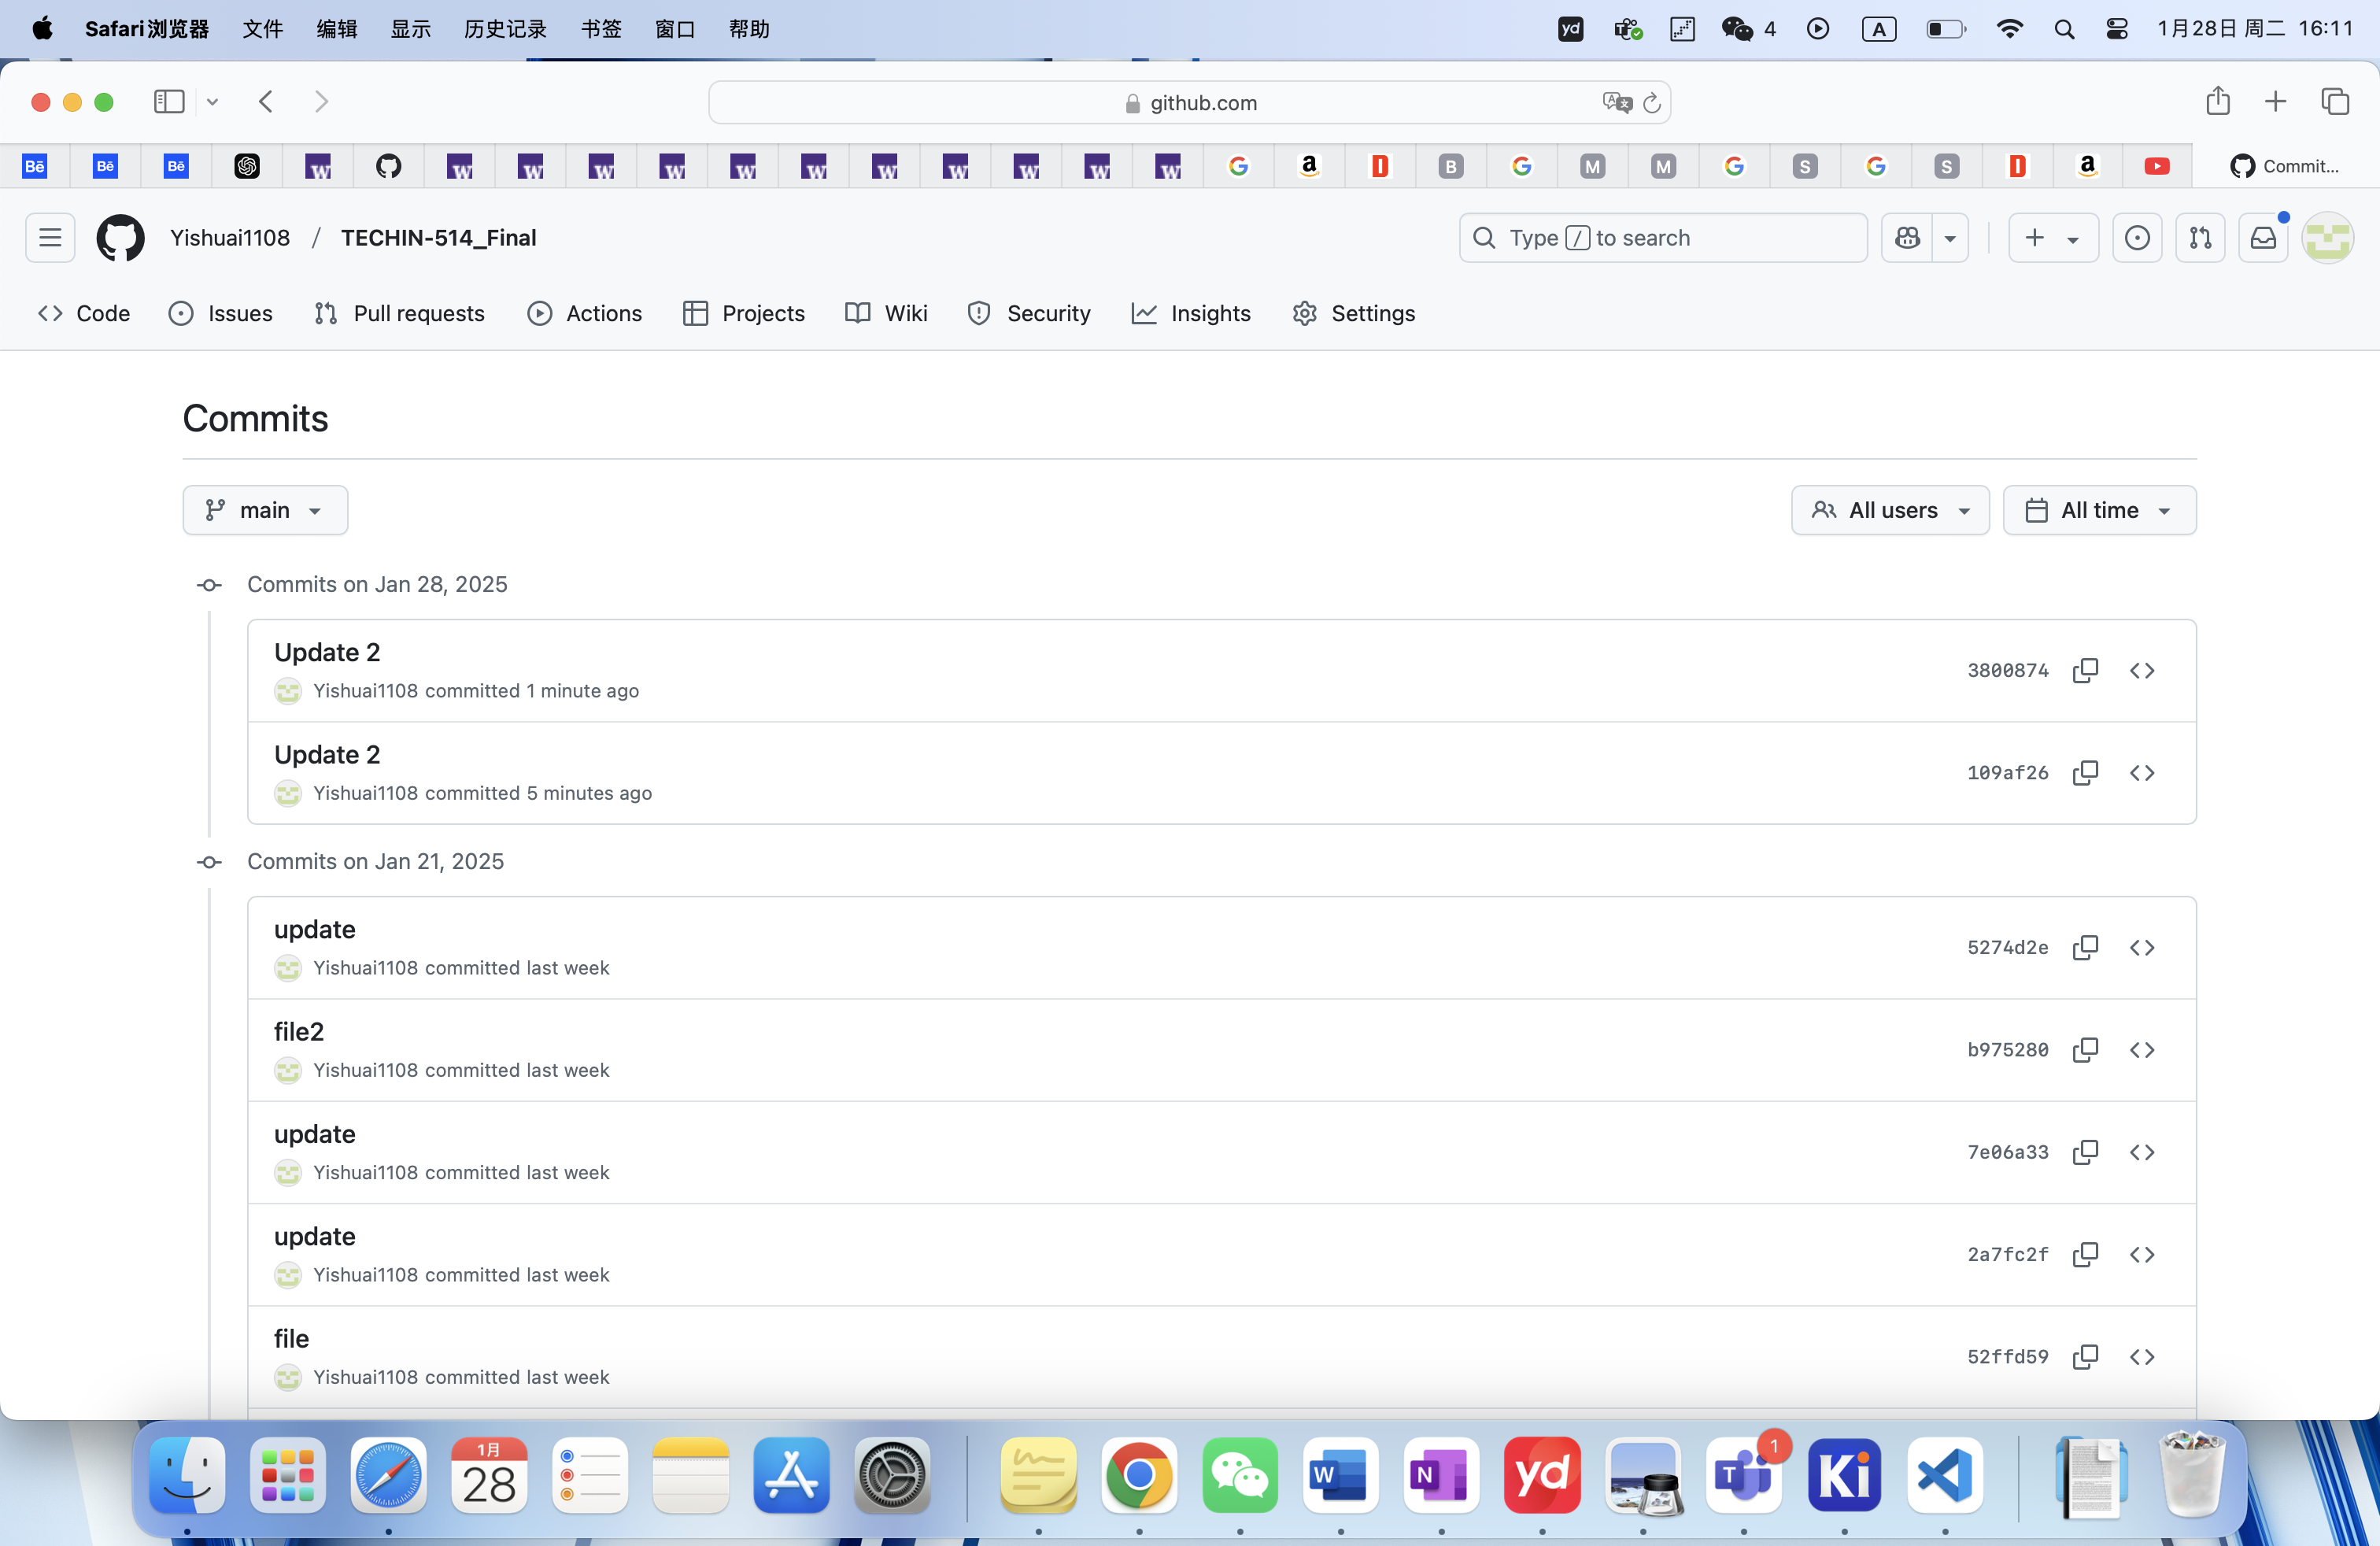 Safari浏览器 文件 编辑 显示 历史记录 书签 窗口 帮助 yd 4 A 1月28日 周二 16:11
github.com
Bē Bē Bē W W W W W W W W W W W G a B G M M G S G S a Commit...
Yishuai1108 / TECHIN-514_Final Type / to search
Code Issues Pull requests Actions Projects Wiki Security Insights Settings
Commits
main All users All time
Commits on Jan 28, 2025
Update 2
Yishuai1108 committed 1 minute ago
3800874
Update 2
Yishuai1108 committed 5 minutes ago
109af26
Commits on Jan 21, 2025
update
Yishuai1108 committed last week
5274d2e
file2
Yishuai1108 committed last week
b975280
update
Yishuai1108 committed last week
7e06a33
update
Yishuai1108 committed last week
2a7fc2f
file
Yishuai1108 committed last week
52ffd59
1月
28
W N yd T 1 Ki